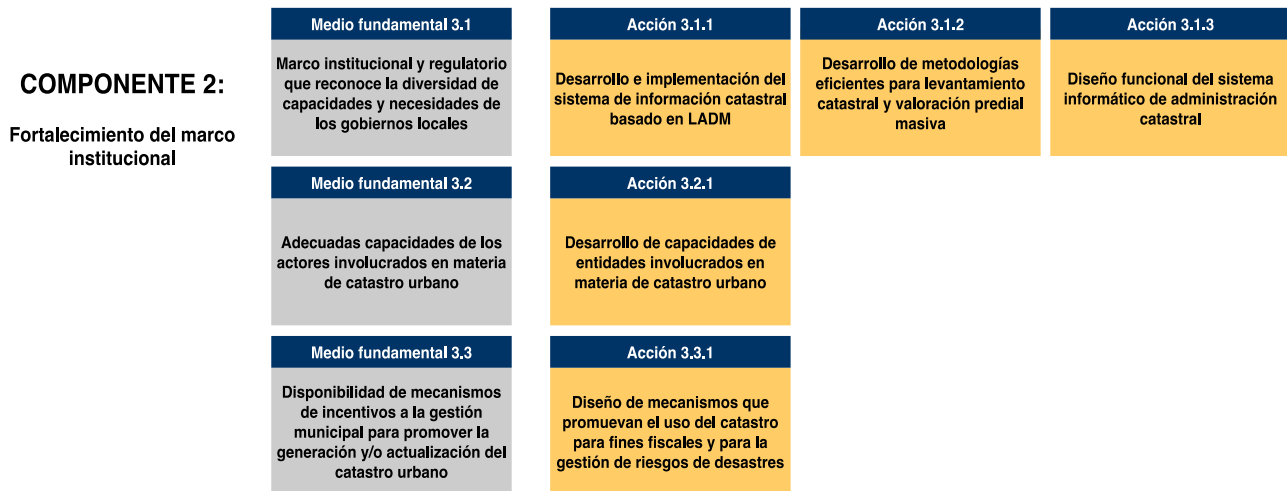 COMPONENTE 2:
Fortalecimiento del marco
institucional
Medio fundamental 3.1
Marco institucional y regulatorio
que reconoce la diversidad de
capacidades y necesidades de
los gobiernos locales
Acción 3.1.1
Desarrollo e implementación del
sistema de información catastral
basado en LADM
Acción 3.1.2
Desarrollo de metodologías
eficientes para levantamiento
catastral y valoración predial
masiva
Acción 3.1.3
Diseño funcional del sistema
informático de administración
catastral
Medio fundamental 3.2
Adecuadas capacidades de los
actores involucrados en materia
de catastro urbano
Acción 3.2.1
Desarrollo de capacidades de
entidades involucrados en
materia de catastro urbano
Medio fundamental 3.3
Disponibilidad de mecanismos
de incentivos a la gestión
municipal para promover la
generación y/o actualización del
catastro urbano
Acción 3.3.1
Diseño de mecanismos que
promuevan el uso del catastro
para fines fiscales y para la
gestión de riesgos de desastres